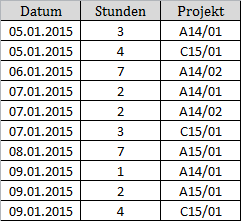 Datum Stunden Projekt
05.01.2015 3 A14/01
05.01.2015 4 C15/01
06.01.2015 7 A14/02
07.01.2015 2 A14/01
07.01.2015 2 A14/02
07.01.2015 3 C15/01
08.01.2015 7 A15/01
09.01.2015 1 A14/01
09.01.2015 2 A15/01
09.01.2015 4 C15/01